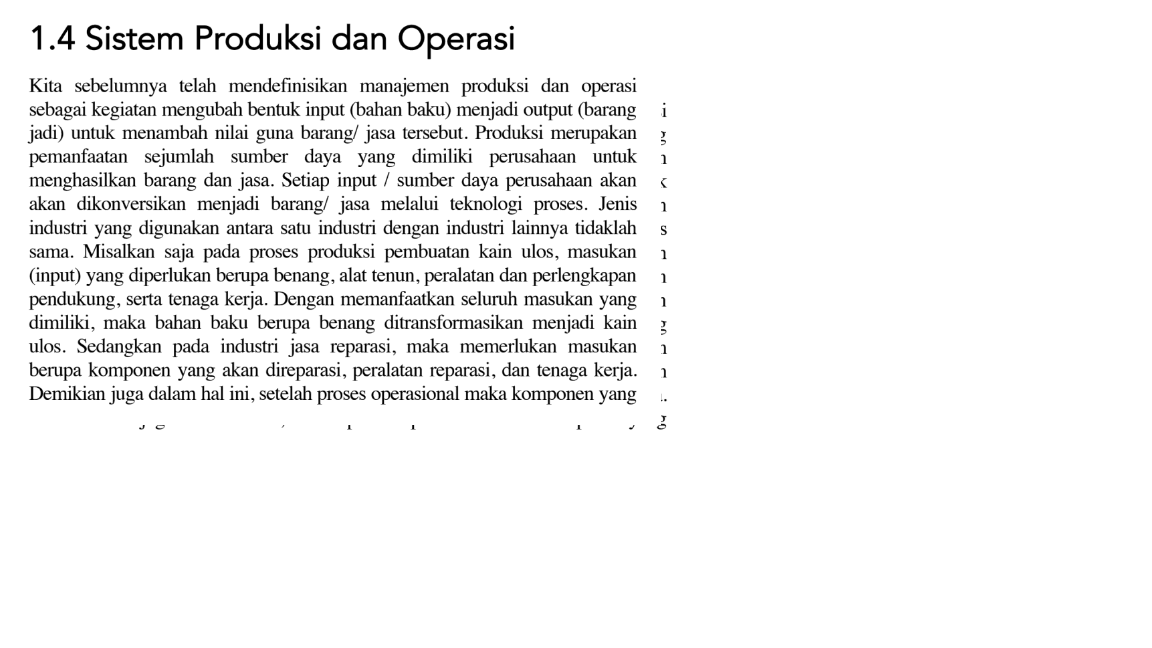 1.4 Sistem Produksi dan Operasi
Kita sebelumnya telah mendefinisikan manajemen produksi dan operasi
sebagai kegiatan mengubah bentuk input (bahan baku) menjadi output (barang
jadi) untuk menambah nilai guna barang/ jasa tersebut. Produksi merupakan
pemanfaatan sejumlah sumber daya yang dimiliki perusahaan untuk
menghasilkan barang dan jasa. Setiap input / sumber daya perusahaan akan
akan dikonversikan menjadi barang/ jasa melalui teknologi proses. Jenis
industri yang digunakan antara satu industri dengan industri lainnya tidaklah
sama. Misalkan saja pada proses produksi pembuatan kain ulos, masukan
(input) yang diperlukan berupa benang, alat tenun, peralatan dan perlengkapan
pendukung, serta tenaga kerja. Dengan memanfaatkan seluruh masukan yang
dimiliki, maka bahan baku berupa benang ditransformasikan menjadi kain
ulos. Sedangkan pada industri jasa reparasi, maka memerlukan masukan
berupa komponen yang akan direparasi, peralatan reparasi, dan tenaga kerja.
Demikian juga dalam hal ini, setelah proses operasional maka komponen yang